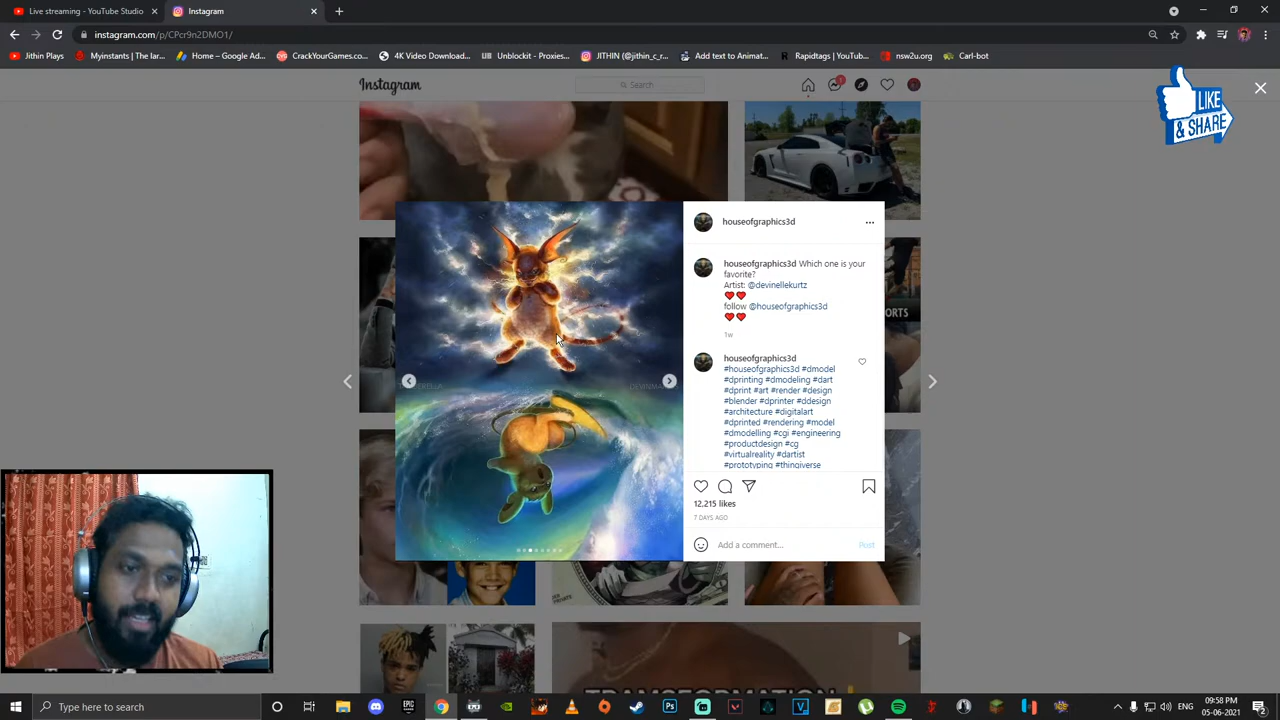 Live streaming - YouTube Studio
Instagram
instagram.com/p/CPcr9n2DMO1/
Jithin Plays
Myinstants | The lar...
Home – Google Ad...
CrackYourGames.co...
4K Video Download...
Unblockit - Proxies...
JITHIN (@jithin_c_r...
Add text to Animat...
Rapidtags | YouTub...
nsw2u.org
Carl-bot
Instagram
Search
1
LIKE
& SHARE
houseofgraphics3d
houseofgraphics3d Which one is your
favorite?
Artist: @devinellekurtz
follow @houseofgraphics3d
1w
houseofgraphics3d
#houseofgraphics3d #dmodel
#dprinting #dmodeling #dart
#dprint #art #render #design
#blender #dprinter #ddesign
#architecture #digitalart
#dprinted #rendering #model
#dmodelling #cgi #engineering
#productdesign #cg
#virtualreality #dartist
#prototyping #thingiverse
12,215 likes
7 DAYS AGO
Add a comment...
Post
TRANSFORMATION
Type here to search
09:58 PM
05-06-2021
2